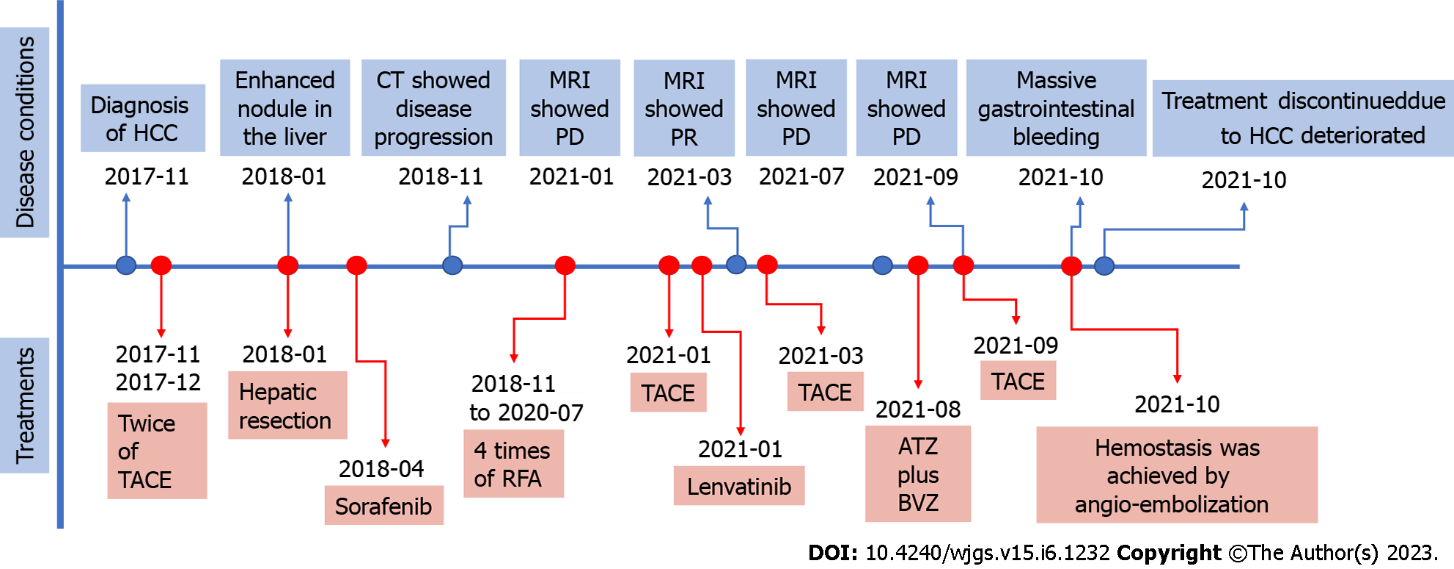 Disease conditions
Diagnosis
of HCC
2017-11
Enhanced
nodule in
the liver
2018-01
CT showed
disease
progression
2018-11
MRI
showed
PD
2021-01
MRI
showed
PR
2021-03
MRI
showed
PD
2021-07
MRI
showed
PD
2021-09
Massive
gastrointestinal
bleeding
2021-10
Treatment discontinueddue
to HCC deteriorated
2021-10
Treatments
2017-11
2017-12
Twice
of
TACE
2018-01
Hepatic
resection
2018-04
Sorafenib
2018-11
to 2020-07
4 times
of RFA
2021-01
TACE
2021-01
Lenvatinib
2021-03
TACE
2021-08
ATZ
plus
BVZ
2021-09
TACE
2021-10
Hemostasis was
achieved by
angio-embolization
DOI: 10.4240/wjgs.v15.i6.1232 Copyright ©The Author(s) 2023.